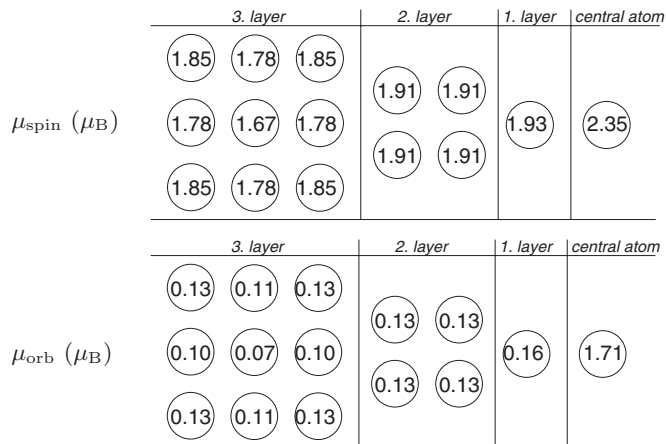 3. layer 2. layer 1. layer central atom
1.85 1.78 1.85
1.91 1.91
μspin (μB) 1.78 1.67 1.78 1.93 2.35
1.91 1.91
1.85 1.78 1.85
3. layer 2. layer 1. layer central atom
0.13 0.11 0.13
0.13 0.13
μorb (μB) 0.10 0.07 0.10 0.16 1.71
0.13 0.13
0.13 0.11 0.13